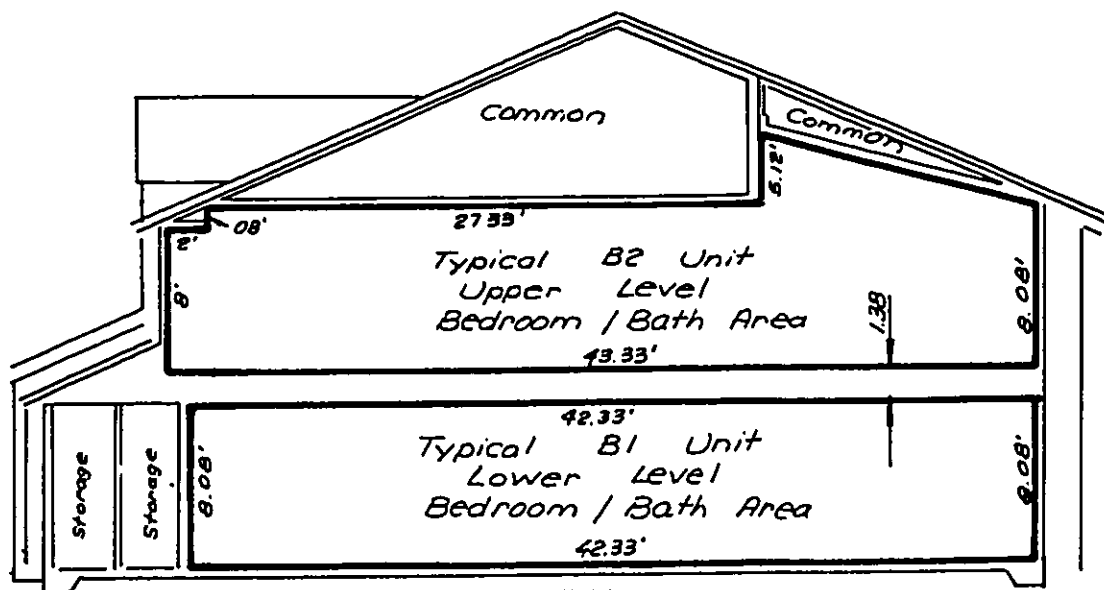 Common
Common
5.12'
27.33'
08'
2'
8'
Typical B2 Unit
Upper Level
Bedroom / Bath Area
8.08'
1.38
43.33'
42.33'
Typical B1 Unit
Lower Level
Bedroom / Bath Area
Storage
Storage
8.08'
8.08'
42.33'